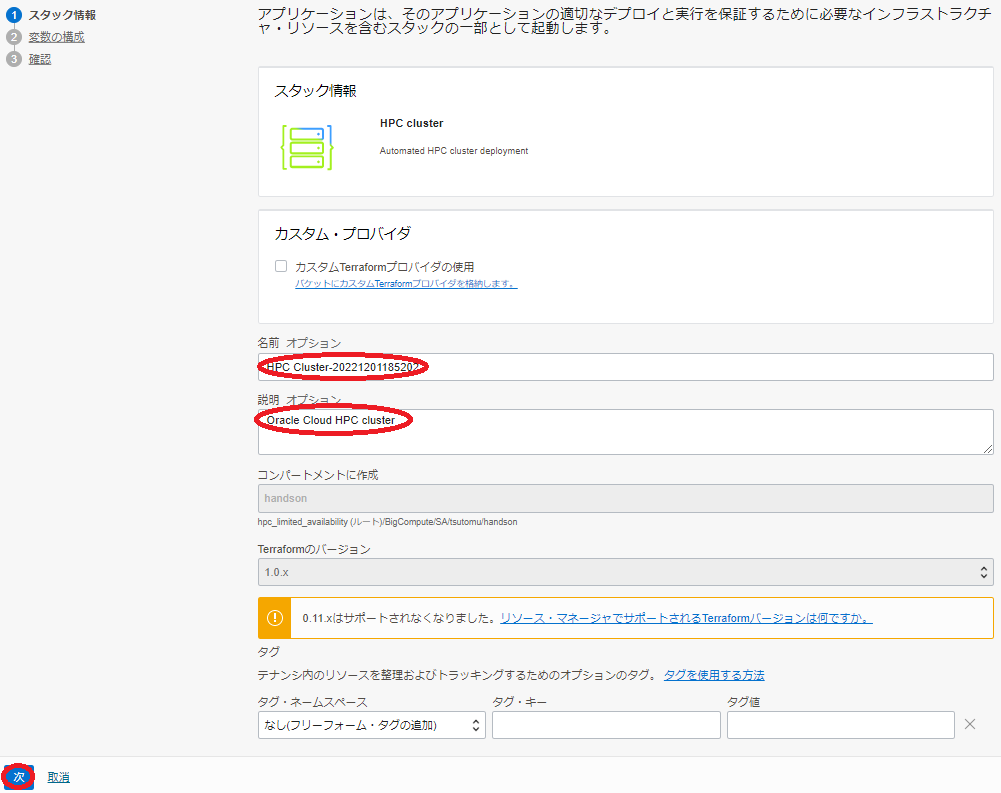 1 スタック情報
2 変数の構成
3 確認
アプリケーションは、そのアプリケーションの適切なデプロイと実行を保証するために必要なインフラストラクチ
ャ・リソースを含むスタックの一部として起動します。
スタック情報
HPC cluster
Automated HPC cluster deployment
カスタム・プロバイダ
カスタムTerraformプロバイダの使用
バケットにカスタムTerraformプロバイダを格納します。
名前 オプション
HPC Cluster-20221201185202
説明 オプション
Oracle Cloud HPC cluster
コンパートメントに作成
handson
hpc_limited_availability (ルート)/BigCompute/SA/tsutomu/handson
Terraformのバージョン
1.0.x
0.11.xはサポートされなくなりました。リソース・マネージャでサポートされるTerraformバージョンは何ですか。
タグ
テナンシ内のリソースを整理およびトラッキングするためのオプションのタグ。 タグを使用する方法
タグ・ネームスペース タグ・キー タグ値
なし(フリーフォーム・タグの追加)
次 取消